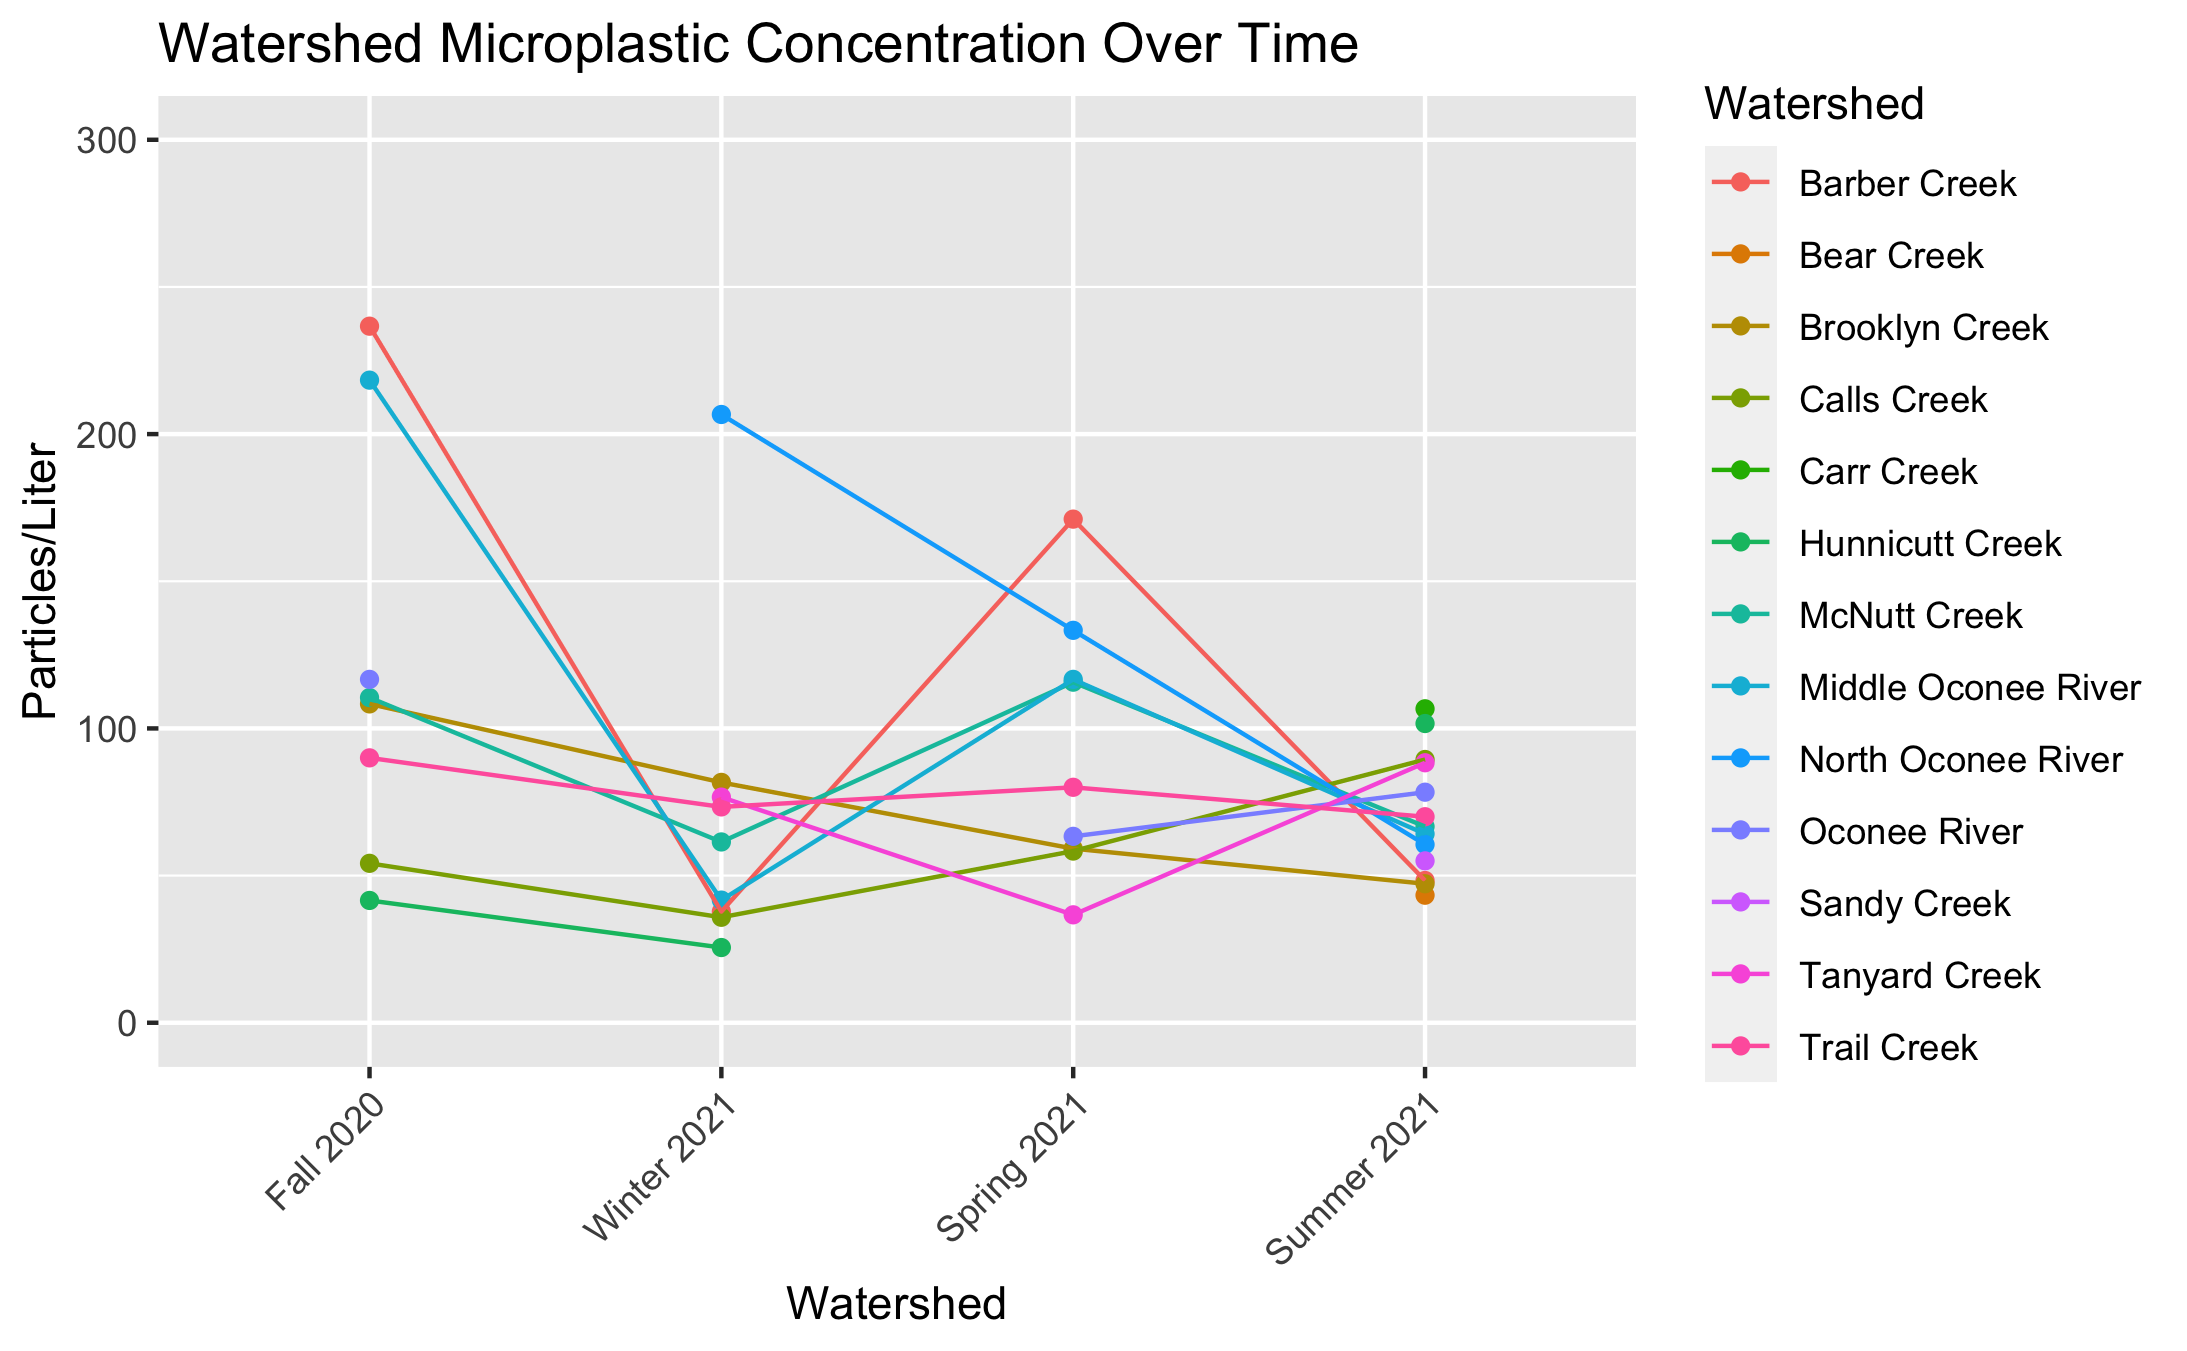 Watershed Microplastic Concentration Over Time
Particles/Liter
300
200
100
0
Fall 2020
Winter 2021
Spring 2021
Summer 2021
Watershed
Watershed
Barber Creek
Bear Creek
Brooklyn Creek
Calls Creek
Carr Creek
Hunnicutt Creek
McNutt Creek
Middle Oconee River
North Oconee River
Oconee River
Sandy Creek
Tanyard Creek
Trail Creek